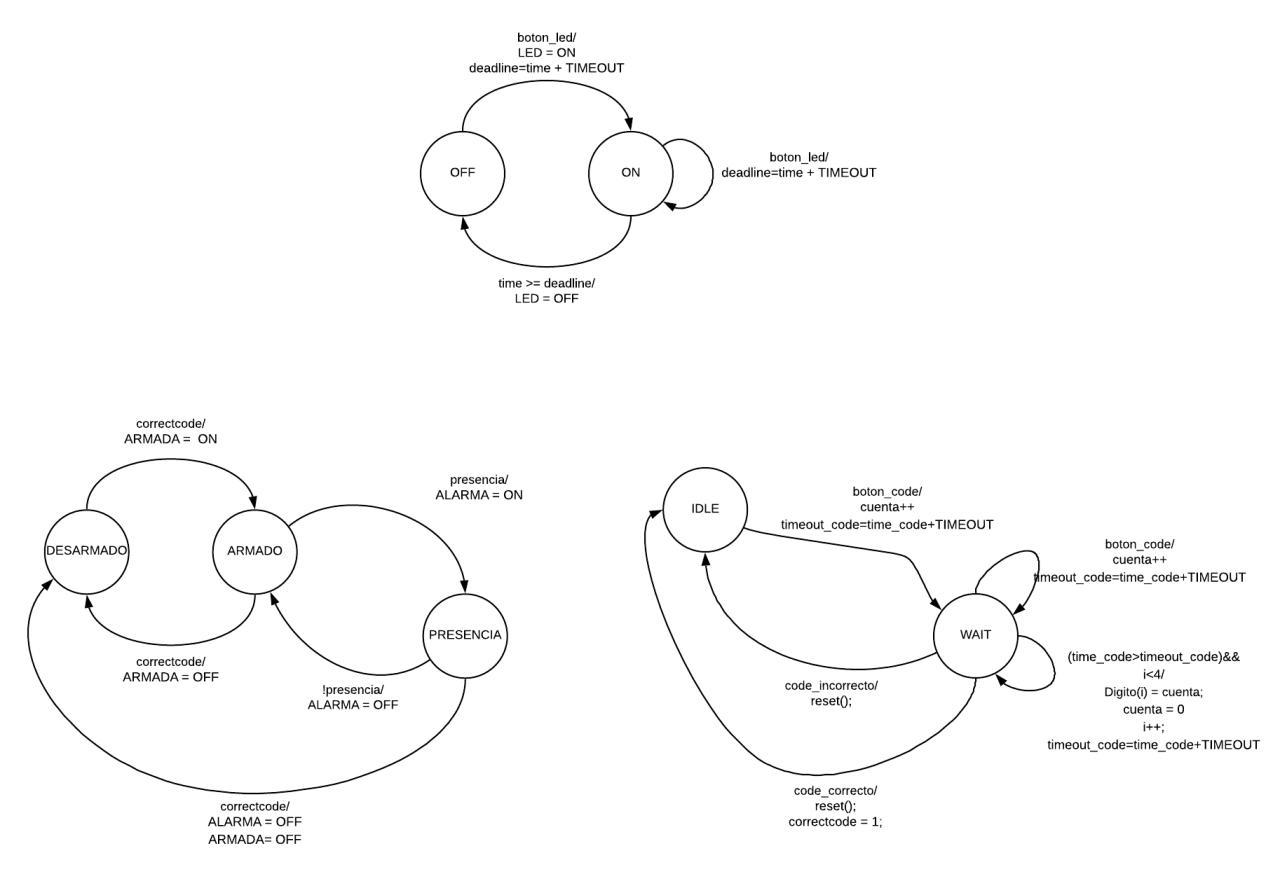 boton_led/
LED = ON
deadline=time + TIMEOUT
OFF
ON
boton_led/
deadline=time + TIMEOUT
time >= deadline/
LED = OFF
correctcode/
ARMADA =  ON
presencia/
ALARMA = ON
DESARMADO
ARMADO
PRESENCIA
correctcode/
ARMADA = OFF
!presencia/
ALARMA = OFF
correctcode/
ALARMA = OFF
ARMADA= OFF
IDLE
boton_code/
cuenta++
timeout_code=time_code+TIMEOUT
boton_code/
cuenta++
timeout_code=time_code+TIMEOUT
WAIT
(time_code>timeout_code)&&
i<4/
Digito(i) = cuenta;
cuenta = 0
i++;
timeout_code=time_code+TIMEOUT
code_incorrecto/
reset();
code_correcto/
reset();
correctcode = 1;